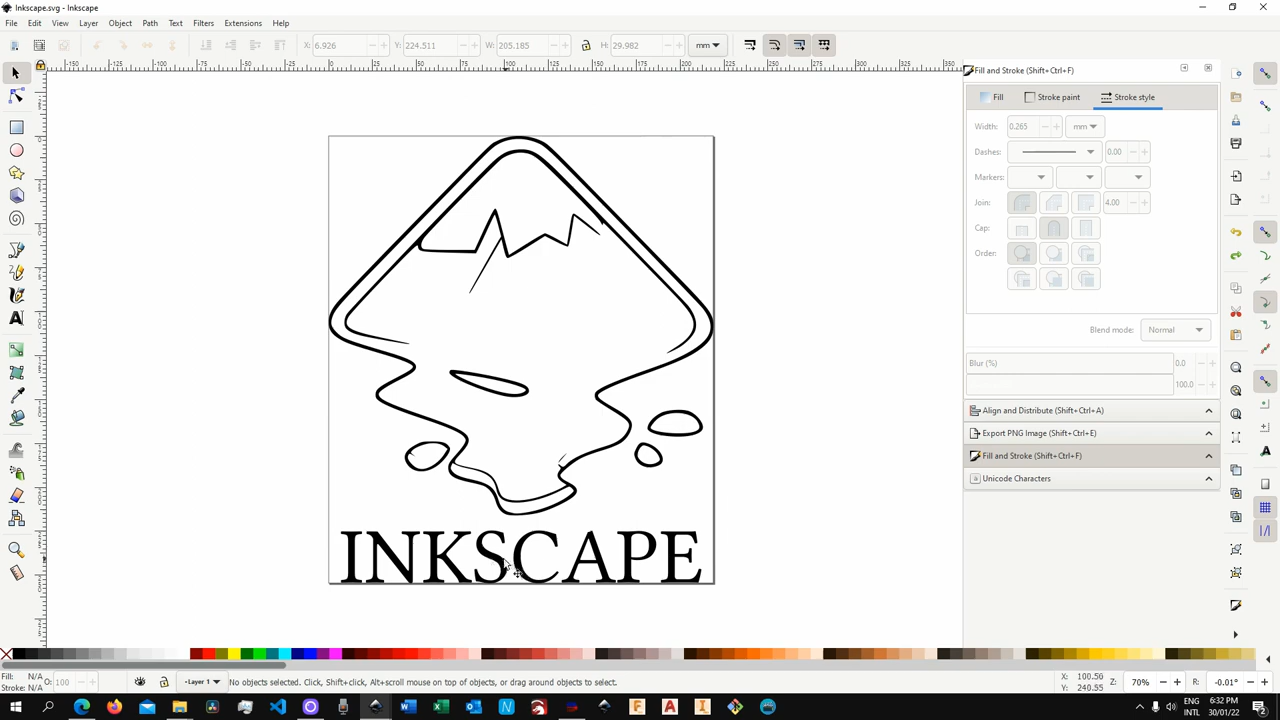 Inkscape.svg - Inkscape
File Edit View Layer Object Path Text Filters Extensions Help
X: 6.926 Y: 224.511 W: 205.185 H: 29.982 mm
Fill and Stroke (Shift+Ctrl+F)
Fill Stroke paint Stroke style
Width: 0.265 mm
Dashes: 0.00
Markers:
Join: 4.00
Cap:
Order:
Blend mode: Normal
Blur (%) 0.0
100.0
Align and Distribute (Shift+Ctrl+A)
Export PNG Image (Shift+Ctrl+E)
Fill and Stroke (Shift+Ctrl+F)
Unicode Characters
INKSCAPE
Fill: N/A
Stroke: N/A
O: 100
Layer 1
No objects selected. Click, Shift+click, Alt+scroll mouse on top of objects, or drag around objects to select.
X: 100.56
Y: 240.55
Z: 70%
R: -0.01°
ENG
INTL
6:32 PM
30/01/22